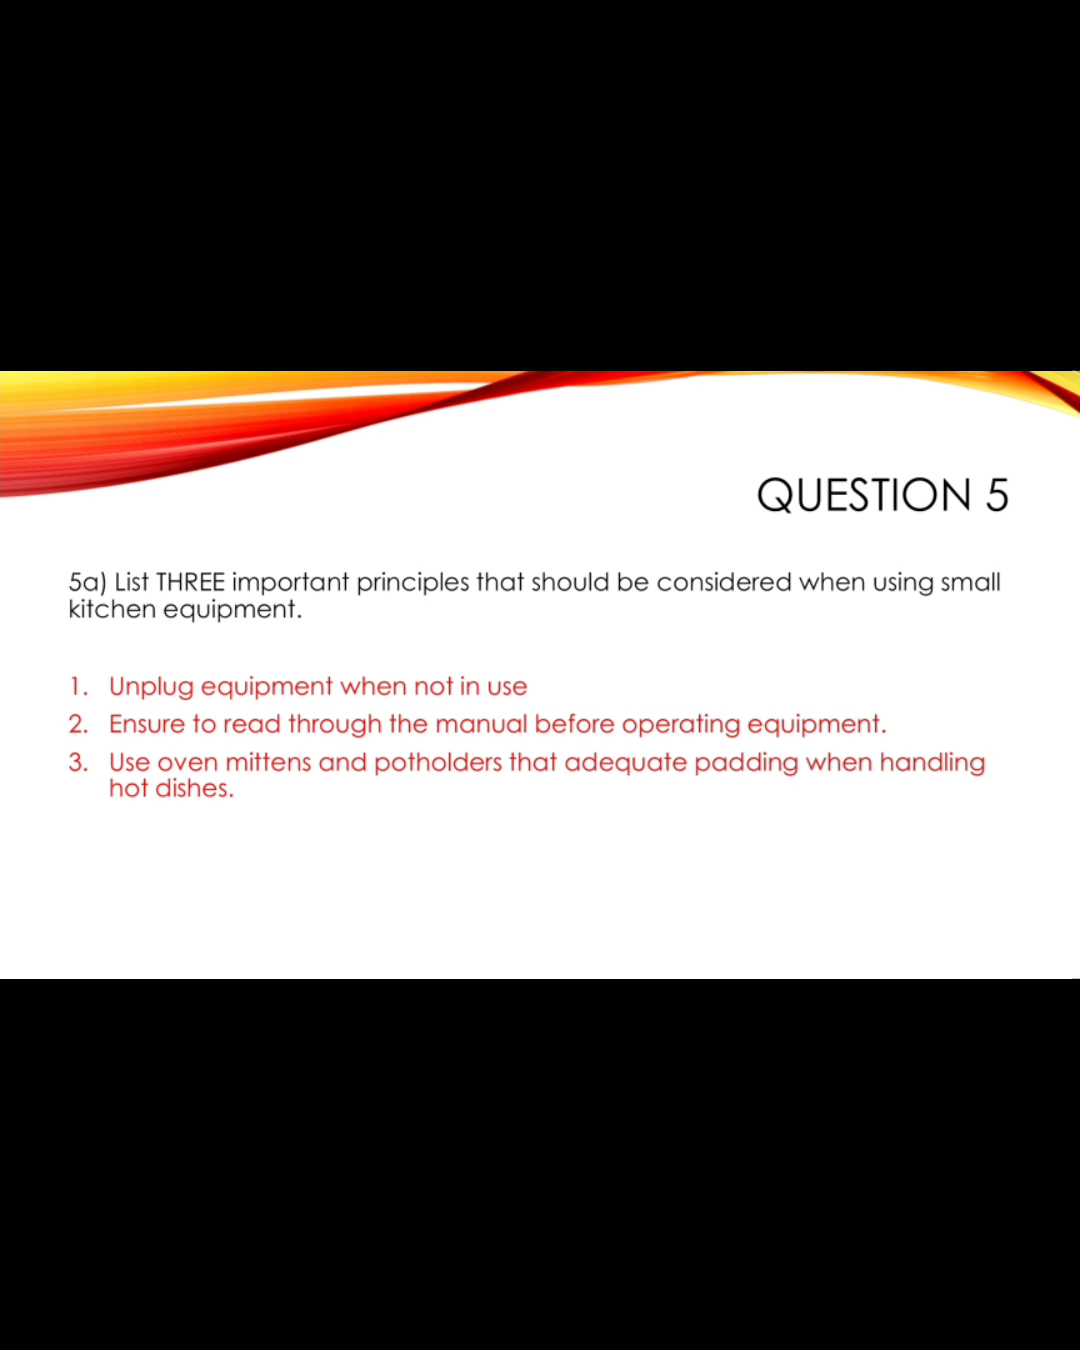 QUESTION 5
5a) List THREE important principles that should be considered when using small
kitchen equipment.
1. Unplug equipment when not in use
2. Ensure to read through the manual before operating equipment.
3. Use oven mittens and potholders that adequate padding when handling
hot dishes.